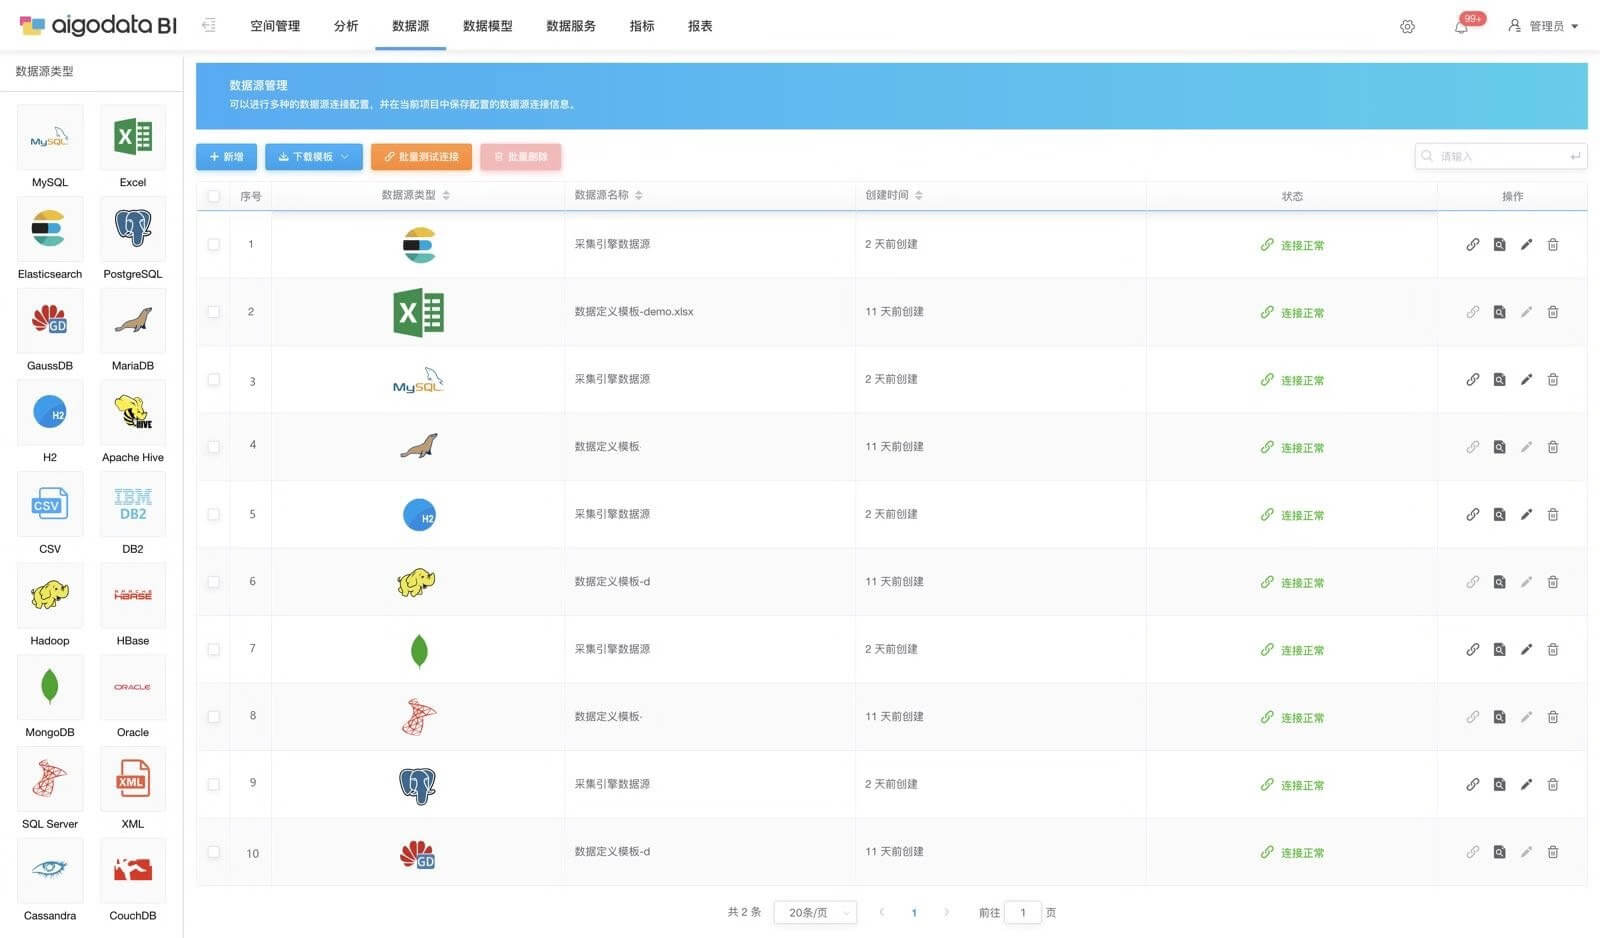 aigodata BI
空间管理 分析 数据源 数据模型 数据服务 指标 报表
99+
管理员
数据源类型
MySQL
MySQL
Excel
Elasticsearch
PostgreSQL
GD
GaussDB
MariaDB
H2
H2
HIVE
Apache Hive
CSV
CSV
IBM
DB2
DB2
Hadoop
HBASE
HBase
MongoDB
ORACLE
Oracle
SQL Server
XML
XML
Cassandra
CouchDB
数据源管理
可以进行多种的数据源连接配置，并在当前项目中保存配置的数据源连接信息。
新增 下载模板 批量测试连接 批量删除
请输入
序号 数据源类型 数据源名称 创建时间 状态 操作
1 采集引擎数据源 2 天前创建 连接正常
2 X 数据定义模板-demo.xlsx 11 天前创建 连接正常
3 MySQL 采集引擎数据源 2 天前创建 连接正常
4 数据定义模板· 11 天前创建 连接正常
5 H2 采集引擎数据源 2 天前创建 连接正常
6 数据定义模板-d 11 天前创建 连接正常
7 采集引擎数据源 2 天前创建 连接正常
8 数据定义模板· 11 天前创建 连接正常
9 采集引擎数据源 2 天前创建 连接正常
10 GD 数据定义模板-d 11 天前创建 连接正常
共 2 条 20条/页 1 前往 1 页